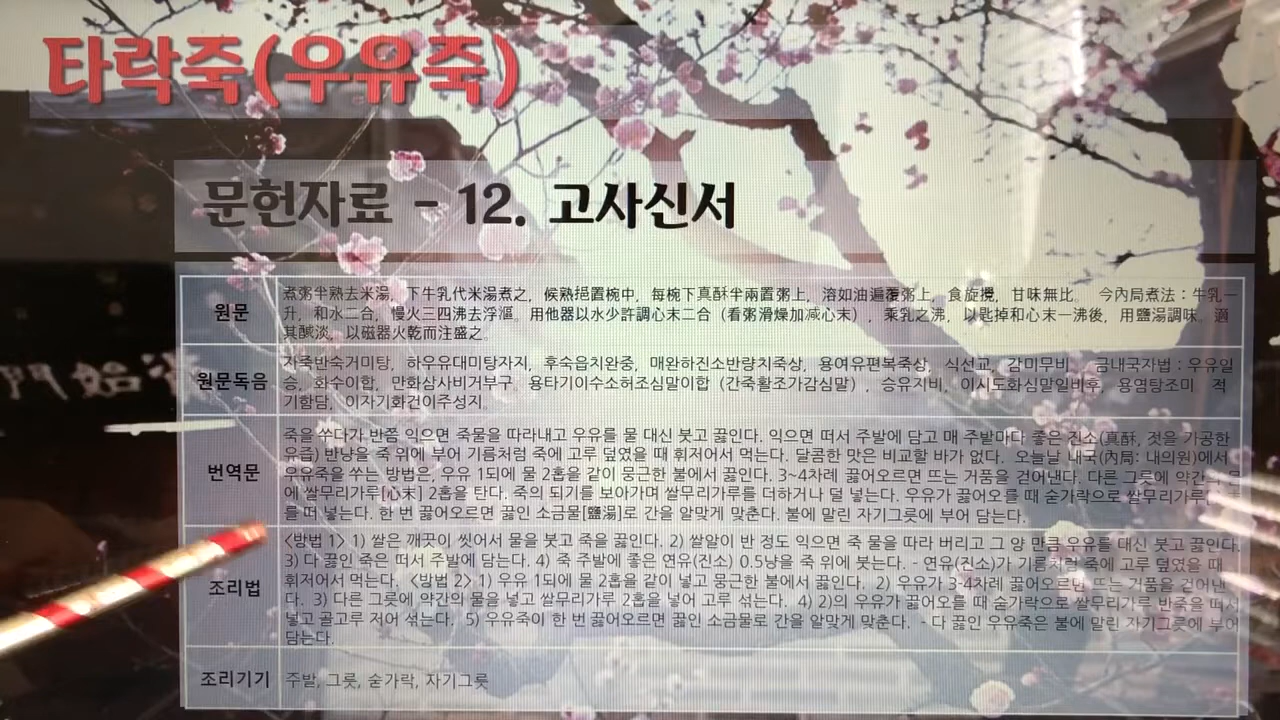 타락죽(우유죽)
문헌자료 - 12. 고사신서
원문
煮粥半熟去米湯, 下牛乳代米湯煮之, 候熟挹置椀中, 每椀下真酥半兩置粥上, 溶如油遍覆粥上, 食旋攪, 甘味無比. 今內局煮法 : 牛乳一
升, 和水二合, 慢火三四沸去浮漚. 用他器以水少許調心末二合 (看粥滑燥加减心末) , 乘乳之沸, 以匙掉和心末一沸後, 用鹽湯調味. 適
其醎淡, 以磁器火乾而注盛之.
원문독음
자죽반숙거미탕, 하우유대미탕자지, 후숙읍치완중, 매완하진소반량치죽상, 용여유편복죽상, 식선교, 감미무비. 금내국자법 : 우유일
승, 화수이합, 만화삼사비거부구. 용타기이수소허조심말이합 (간죽활조가감심말) , 승유지비, 이시도화심말일비후, 용염탕조미. 적
기함담, 이자기화건이주성지.
번역문
죽을 쑤다가 반쯤 익으면 죽물을 따라내고 우유를 물 대신 붓고 끓인다. 익으면 떠서 주발에 담고 매 주발마다 좋은 진소(真酥, 젓을 가공한
유즙) 반냥을 죽 위에 부어 기름처럼 죽에 고루 덮였을 때 휘저어서 먹는다. 달콤한 맛은 비교할 바가 없다. 오늘날 내국(內局: 내의원)에서
우유죽을 쑤는 방법은, 우유 1되에 물 2홉을 같이 뭉근한 불에서 끓인다. 3~4차례 끓어오르면 뜨는 거품을 걷어낸다. 다른 그릇에 약간의 물
에 쌀무리가루[心末] 2홉을 탄다. 죽의 되기를 보아가며 쌀무리가루를 더하거나 덜 넣는다. 우유가 끓어오를 때 숟가락으로 쌀무리가루
를 떠 넣는다. 한 번 끓어오르면 끓인 소금물[鹽湯]로 간을 알맞게 맞춘다. 불에 말린 자기그릇에 부어 담는다.
조리법
<방법 1> 1) 쌀은 깨끗이 씻어서 물을 붓고 죽을 끓인다. 2) 쌀알이 반 정도 익으면 죽 물을 따라 버리고 그 양 만큼 우유를 대신 붓고 끓인다.
3) 다 끓인 죽은 떠서 주발에 담는다. 4) 죽 주발에 좋은 연유(진소) 0.5냥을 죽 위에 붓는다. - 연유(진소)가 기름처럼 죽에 고루 덮였을 때
휘저어서 먹는다. <방법 2> 1) 우유 1되에 물 2홉을 같이 넣고 뭉근한 불에서 끓인다. 2) 우유가 3-4차례 끓어오르면 뜨는 거품을 걷어낸
다. 3) 다른 그릇에 약간의 물을 넣고 쌀무리가루 2홉을 넣어 고루 섞는다. 4) 2)의 우유가 끓어오를 때 숟가락으로 쌀무리가루 반죽을 떠서
넣고 골고루 저어 섞는다. 5) 우유죽이 한 번 끓어오르면 끓인 소금물로 간을 알맞게 맞춘다. - 다 끓인 우유죽은 불에 말린 자기그릇에 부어
담는다.
조리기기
주발, 그릇, 숟가락, 자기그릇